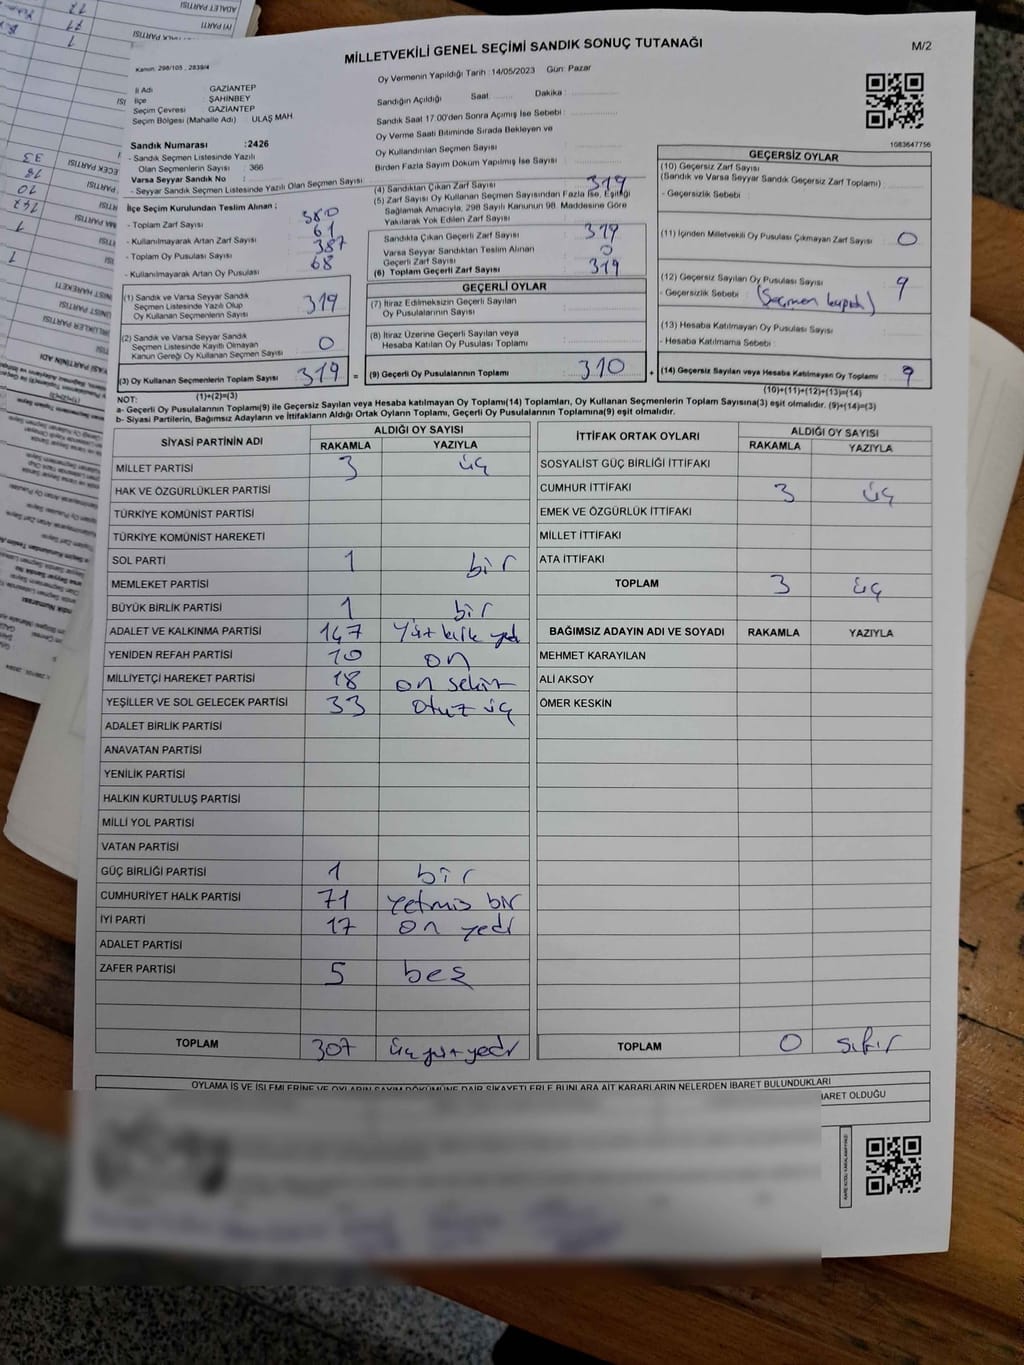 MİLLETVEKİLİ GENEL SEÇİMİ SANDIK SONUÇ TUTANAĞI
M/2
Kanun: 298/105 , 2839/4
Oy Vermenin Yapıldığı Tarih :14/05/2023 Gün: Pazar
İl Adı GAZİANTEP
İlçe ŞAHİNBEY
Seçim Çevresi GAZİANTEP
Seçim Bölgesi (Mahalle Adı) : ULAŞ MAH.
Sandığın Açıldığı Saat: Dakika :
Sandık Saat 17.00'den Sonra Açımış İse Sebebi :
Oy Verme Saati Bitiminde Sırada Bekleyen ve
Oy Kullandırılan Seçmen Sayısı
Birden Fazla Sayım Döküm Yapılmış İse Sayısı :
1083647756
Sandık Numarası :2426
- Sandık Seçmen Listesinde Yazılı
Olan Seçmenlerin Sayısı : 366
Varsa Seyyar Sandık No :
- Seyyar Sandık Seçmen Listesinde Yazılı Olan Seçmen Sayısı :
İlçe Seçim Kurulundan Teslim Alınan ;
- Toplam Zarf Sayısı : 380
- Kullanılmayarak Artan Zarf Sayısı : 61
- Toplam Oy Pusulası Sayısı : 387
- Kullanılmayarak Artan Oy Pusulası : 68
(4) Sandıktan Çıkan Zarf Sayısı : 319
(5) Zarf Sayısı Oy Kullanan Seçmen Sayısından Fazla İse, Eşitliği
Sağlamak Amacıyla, 298 Sayılı Kanunun 98. Maddesine Göre
Yakılarak Yok Edilen Zarf Sayısı :
Sandıkta Çıkan Geçerli Zarf Sayısı : 319
Varsa Seyyar Sandıktan Teslim Alınan
Geçerli Zarf Sayısı : 0
(6) Toplam Geçerli Zarf Sayısı : 319
GEÇERSİZ OYLAR
(10) Geçersiz Zarf Sayısı
(Sandık ve Varsa Seyyar Sandık Geçersiz Zarf Toplamı) :
- Geçersizlik Sebebi :
(11) İçinden Milletvekili Oy Pusulası Çıkmayan Zarf Sayısı : 0
(12) Geçersiz Sayılan Oy Pusulası Sayısı : 9
- Geçersizlik Sebebi : (Seçmen
(13) Hesaba Katılmayan Oy Pusulası Sayısı :
- Hesaba Katılmama Sebebi :
(14) Geçersiz Sayılan veya Hesaba Katılmayan Oy Toplamı : 9
(10)+(11)+(12)+(13)=(14)
(1) Sandık ve Varsa Seyyar Sandık
Seçmen Listesinde Yazılı Olup
Oy Kullanan Seçmenlerin Sayısı : 319
(2) Sandık ve Varsa Seyyar Sandık
Seçmen Listesinde Kayıtlı Olmayan
Kanun Gereği Oy Kullanan Seçmen Sayısı : 0
(3) Oy Kullanan Seçmenlerin Toplam Sayısı : 319 =
(1)+(2)=(3)
GEÇERLİ OYLAR
(7) İtiraz Edilmeksizin Geçerli Sayılan
Oy Pusulalarının Sayısı :
(8) İtiraz Üzerine Geçerli Sayılan veya
Hesaba Katılan Oy Pusulası Toplamı :
(9) Geçerli Oy Pusulalarının Toplamı : 310 +
NOT:
a- Geçerli Oy Pusulalarının Toplamı(9) ile Geçersiz Sayılan veya Hesaba katılmayan Oy Toplamı(14) Toplamları, Oy Kullanan Seçmenlerin Toplam Sayısına(3) eşit olmalıdır. (9)+(14)=(3)
b- Siyasi Partilerin, Bağımsız Adayların ve İttifakların Aldığı Ortak Oyların Toplamı, Geçerli Oy Pusulalarının Toplamına(9) eşit olmalıdır.
SİYASİ PARTİNİN ADI ALDIĞI OY SAYISI
RAKAMLA YAZIYLA
MİLLET PARTİSİ 3 üç
HAK VE ÖZGÜRLÜKLER PARTİSİ
TÜRKİYE KOMÜNİST PARTİSİ
TÜRKİYE KOMÜNİST HAREKETİ
SOL PARTİ 1 bir
MEMLEKET PARTİSİ
BÜYÜK BİRLİK PARTİSİ 1 bir
ADALET VE KALKINMA PARTİSİ 147 Yüz kırk yedi
YENİDEN REFAH PARTİSİ 10 on
MİLLİYETÇİ HAREKET PARTİSİ 18 on sekiz
YEŞİLLER VE SOL GELECEK PARTİSİ 33 otuz üç
ADALET BİRLİK PARTİSİ
ANAVATAN PARTİSİ
YENİLİK PARTİSİ
HALKIN KURTULUŞ PARTİSİ
MİLLİ YOL PARTİSİ
VATAN PARTİSİ
GÜÇ BİRLİĞİ PARTİSİ 1 bir
CUMHURİYET HALK PARTİSİ 71 yetmiş bir
İYİ PARTİ 17 on yedi
ADALET PARTİSİ
ZAFER PARTİSİ 5 beş
TOPLAM 307 üç yüz yedi
İTTİFAK ORTAK OYLARI ALDIĞI OY SAYISI
RAKAMLA YAZIYLA
SOSYALİST GÜÇ BİRLİĞİ İTTİFAKI
CUMHUR İTTİFAKI 3 üç
EMEK VE ÖZGÜRLÜK İTTİFAKI
MİLLET İTTİFAKI
ATA İTTİFAKI
TOPLAM 3 üç
BAĞIMSIZ ADAYIN ADI VE SOYADI RAKAMLA YAZIYLA
MEHMET KARAYILAN
ALİ AKSOY
ÖMER KESKİN
TOPLAM 0 sıfır
OYLAMA İŞ VE İŞLEMLERİNE VE OYLARIN SAYIM DÖKÜMÜNE DAİR ŞİKAYETLERLE BUNLARA AİT KARARLARIN NELERDEN İBARET BULUNDUKLARI
İBARET OLDUĞU